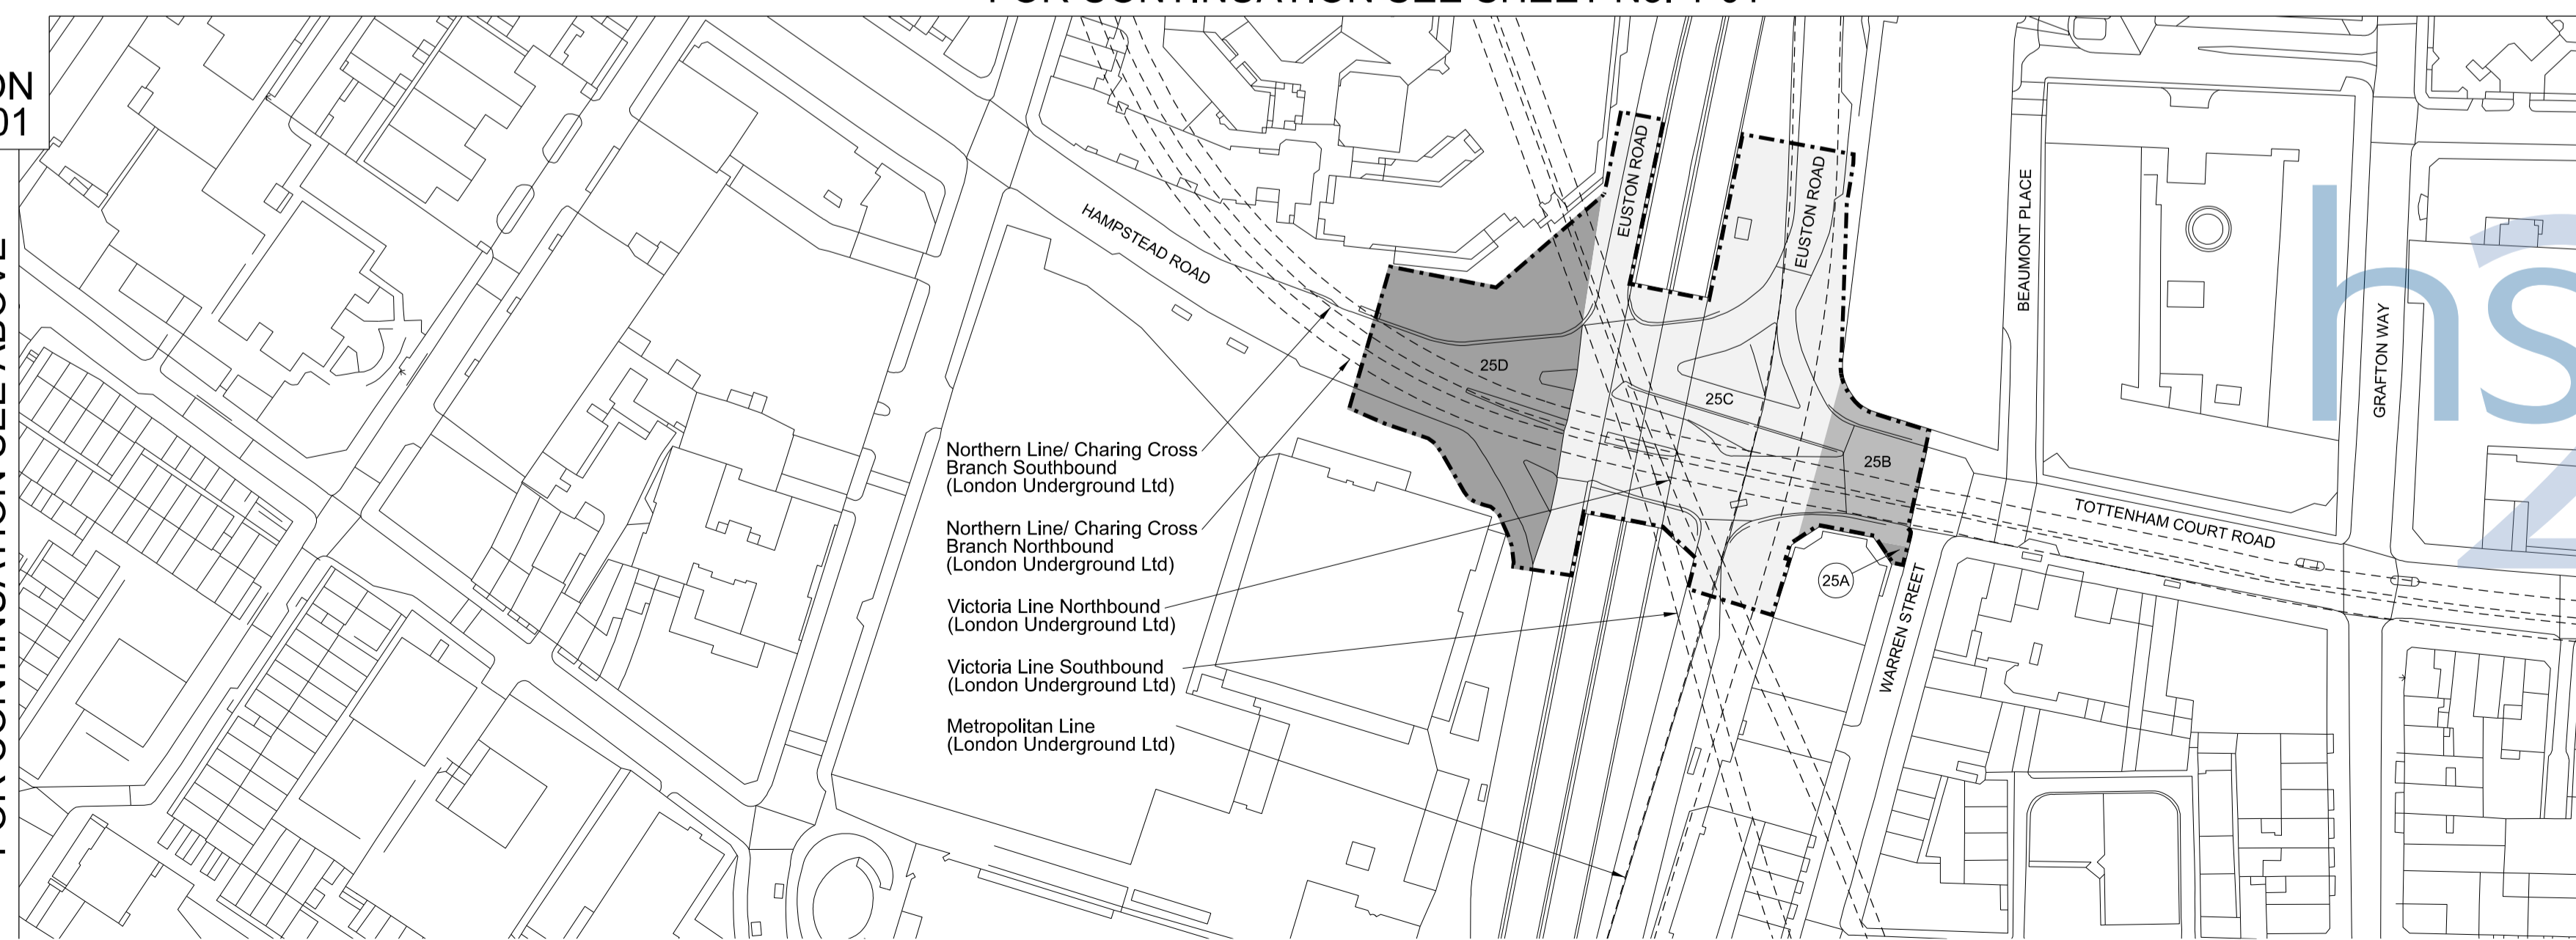 ON
01
HAMPSTEAD ROAD
EUSTON ROAD
EUSTON ROAD
BEAUMONT PLACE
GRAFTON WAY
25D
25C
25B
25A
TOTTENHAM COURT ROAD
WARREN STREET
Northern Line/ Charing Cross
Branch Southbound
(London Underground Ltd)
Northern Line/ Charing Cross
Branch Northbound
(London Underground Ltd)
Victoria Line Northbound
(London Underground Ltd)
Victoria Line Southbound
(London Underground Ltd)
Metropolitan Line
(London Underground Ltd)
hs
2